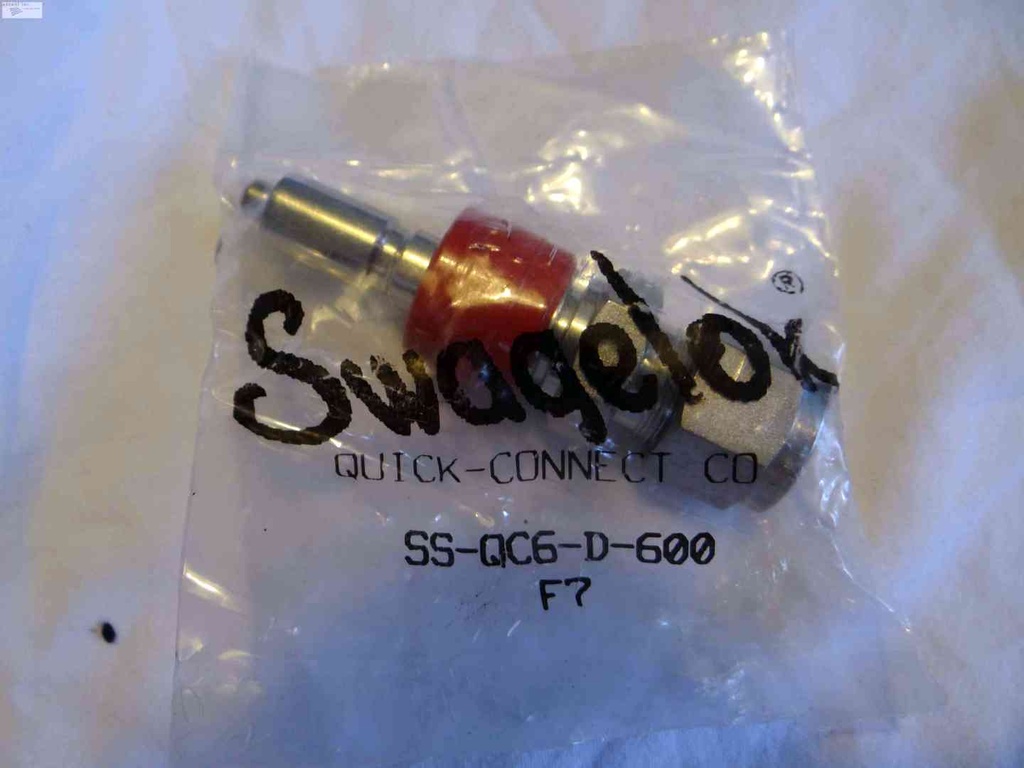 Swagelok ®
QUICK-CONNECT CO
SS-QC6-D-600
F7